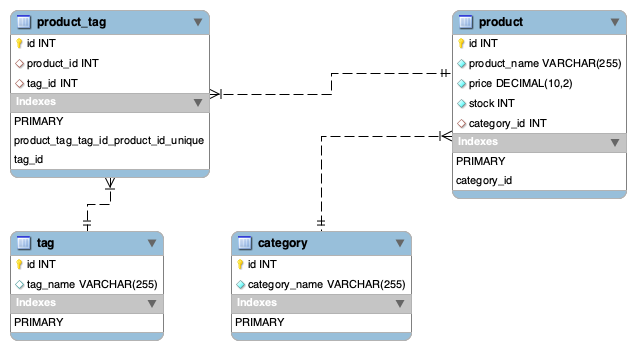 product_tag
id INT
product_id INT
tag_id INT
Indexes
PRIMARY
product_tag_tag_id_product_id_unique
tag_id
product
id INT
product_name VARCHAR(255)
price DECIMAL(10,2)
stock INT
category_id INT
Indexes
PRIMARY
category_id
tag
id INT
tag_name VARCHAR(255)
Indexes
PRIMARY
category
id INT
category_name VARCHAR(255)
Indexes
PRIMARY